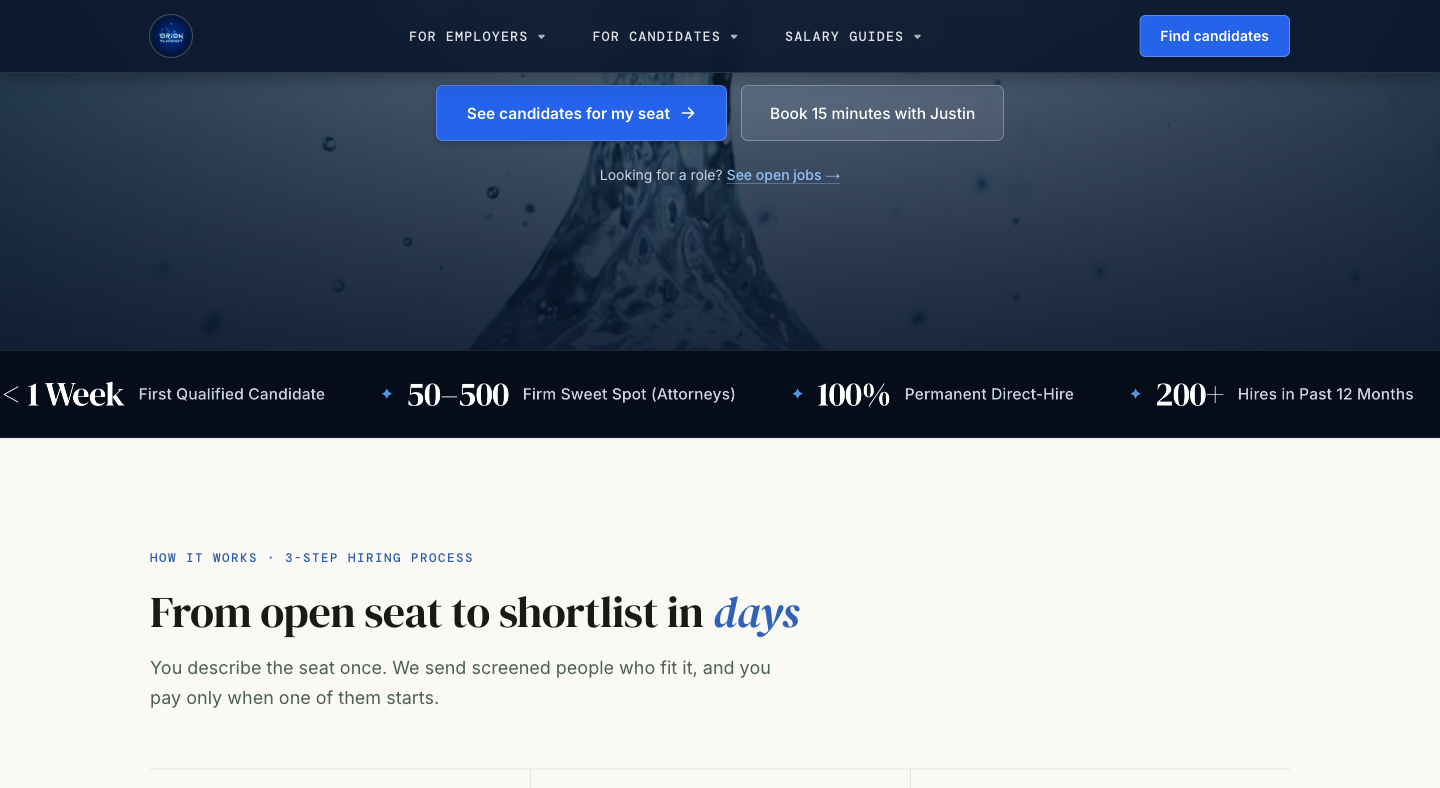 ORION
PLACEMENT
FOR EMPLOYERS
FOR CANDIDATES
SALARY GUIDES
Find candidates
See candidates for my seat →
Book 15 minutes with Justin
Looking for a role? See open jobs →
< 1 Week First Qualified Candidate ✦ 50–500 Firm Sweet Spot (Attorneys) ✦ 100% Permanent Direct-Hire ✦ 200+ Hires in Past 12 Months
HOW IT WORKS · 3-STEP HIRING PROCESS
From open seat to shortlist in days
You describe the seat once. We send screened people who fit it, and you
pay only when one of them starts.